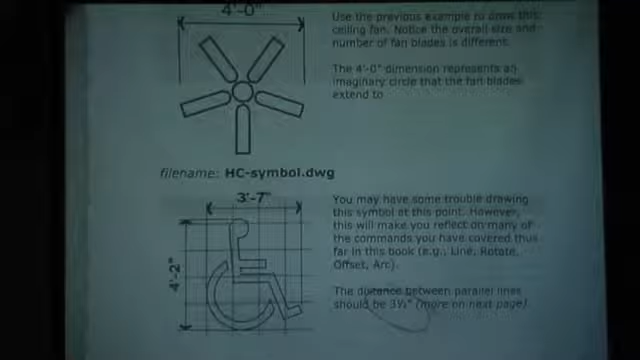 4'-0"
Use the previous example to draw this
ceiling fan. Notice the overall size and
number of fan blades is different.
The 4'-0" dimension represents an
imaginary circle that the fan blades
extend to
filename: HC-symbol.dwg
3'-7"
4'-2"
You may have some trouble drawing
this symbol at this point. However,
this will make you reflect on many of
the commands you have covered thus
far in this book (e.g., Line, Rotate,
Offset, Arc).
The distance between parallel lines
should be 3½" (more on next page)